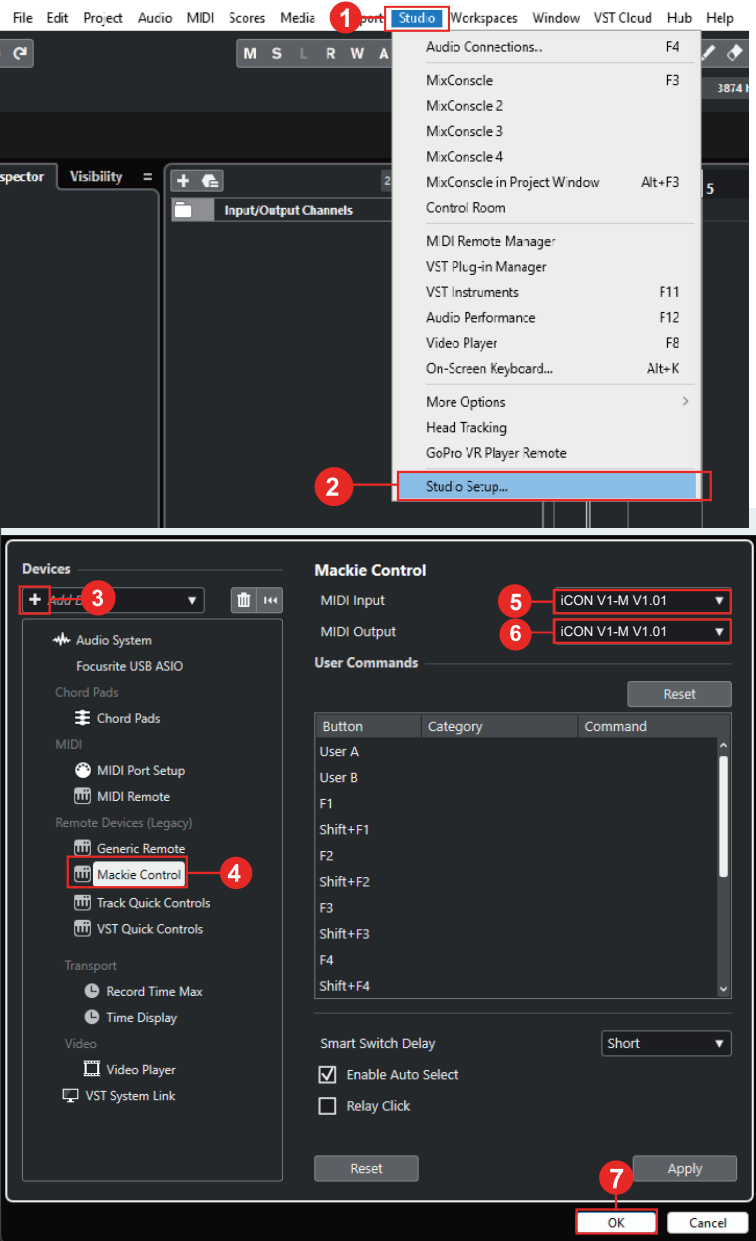 File Edit Project Audio MIDI Scores Media 1 port Studio Workspaces Window VST Cloud Hub Help
M S L R W A
3874
Audio Connections... F4
MixConsole F3
MixConsole 2
MixConsole 3
MixConsole 4
MixConsole in Project Window Alt+F3
Control Room
MIDI Remote Manager
VST Plug-in Manager
VST Instruments F11
Audio Performance F12
Video Player F8
On-Screen Keyboard... Alt+K
More Options
Head Tracking
GoPro VR Player Remote
2 Studio Setup...
spector Visibility
2
5
Input/Output Channels
Devices
3
Audio System
Focusrite USB ASIO
Chord Pads
Chord Pads
MIDI
MIDI Port Setup
MIDI Remote
Remote Devices (Legacy)
Generic Remote
Mackie Control 4
Track Quick Controls
VST Quick Controls
Transport
Record Time Max
Time Display
Video
Video Player
VST System Link
Mackie Control
MIDI Input 5 iCON V1-M V1.01
MIDI Output 6 iCON V1-M V1.01
User Commands
Reset
Button Category Command
User A
User B
F1
Shift+F1
F2
Shift+F2
F3
Shift+F3
F4
Shift+F4
Smart Switch Delay Short
Enable Auto Select
Relay Click
Reset Apply
7
OK Cancel